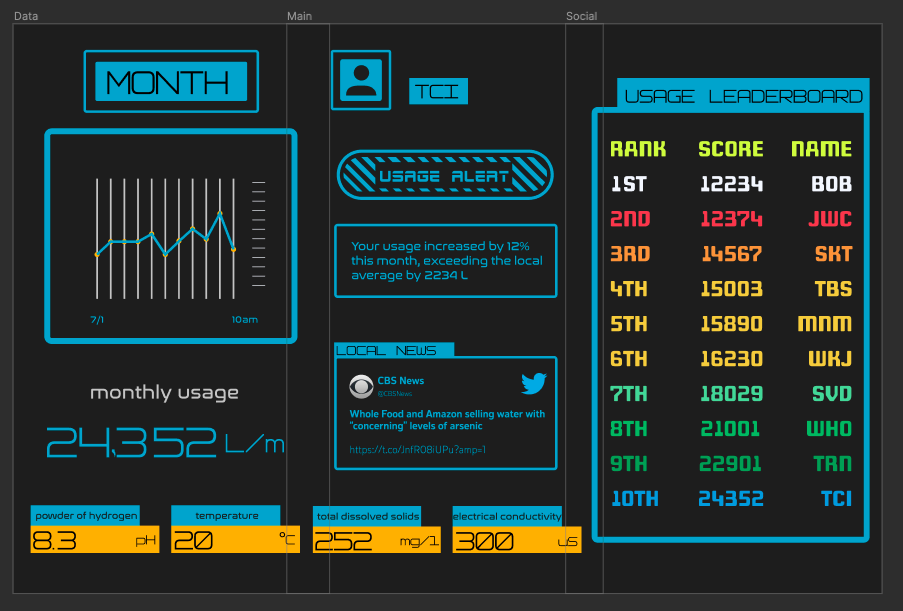 Data
Main
Social
MONTH
7/1
10am
monthly usage
24,352 L/m
powder of hydrogen
8.3 pH
temperature
20 °C
TCI
USAGE ALERT
Your usage increased by 12%
this month, exceeding the local
average by 2234 L
LOCAL NEWS
CBS News
@CBSNews
Whole Food and Amazon selling water with
"concerning" levels of arsenic
https://t.co/JnfRO8iUPu?amp=1
total dissolved solids
252 mg/l
electrical conductivity
300 uS
USAGE LEADERBOARD
RANK SCORE NAME
1ST 12234 BOB
2ND 12374 JWC
3RD 14567 SKT
4TH 15003 TBS
5TH 15890 MNM
6TH 16230 WKJ
7TH 18029 SVD
8TH 21001 WHO
9TH 22901 TRN
10TH 24352 TCI